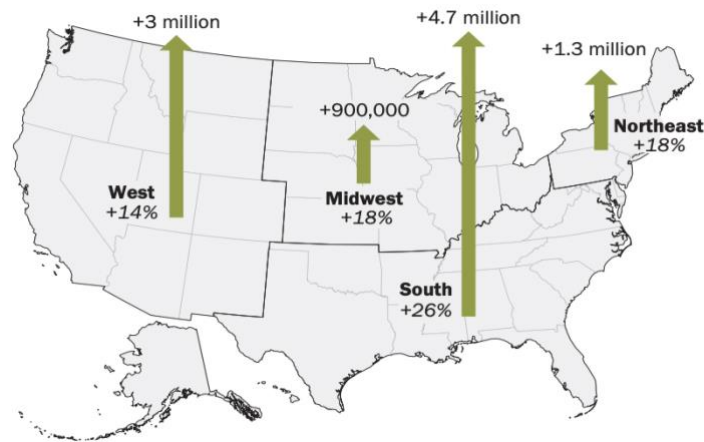 +3 million
+4.7 million
+1.3 million
+900,000
Northeast
+18%
West
+14%
Midwest
+18%
South
+26%